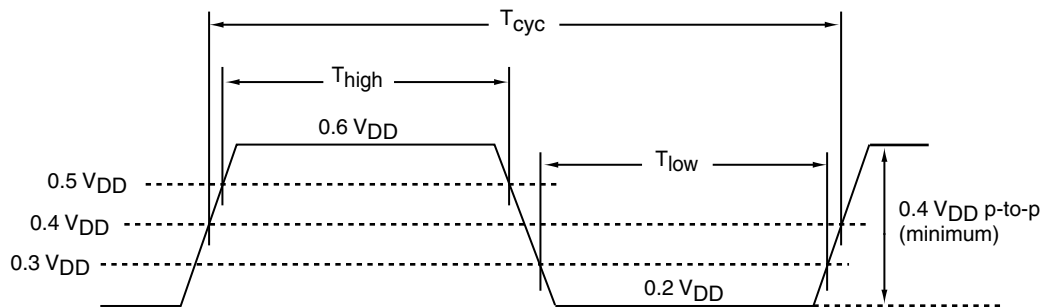 Tcyc
Thigh
0.6 VDD
Tlow
0.5 VDD
0.4 VDD
0.3 VDD
0.4 VDD p-to-p
(minimum)
0.2 VDD